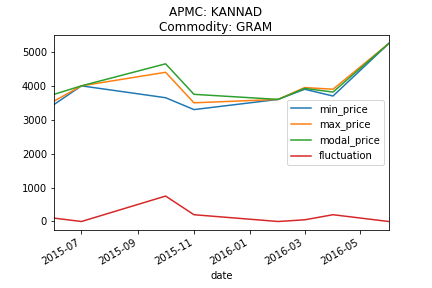 APMC: KANNAD
Commodity: GRAM
5000
4000
3000
2000
1000
0
min_price
max_price
modal_price
fluctuation
2015-07
2015-09
2015-11
2016-01
2016-03
2016-05
date